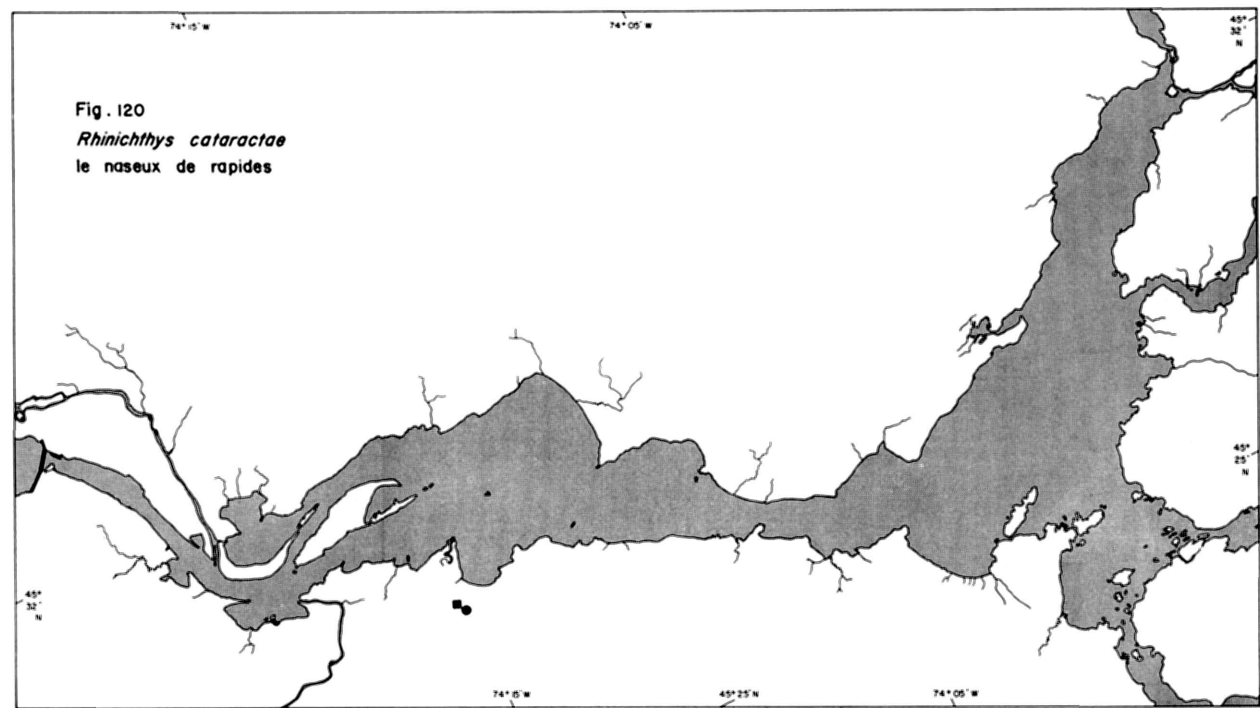 74° 15' W
74° 05' W
45°
32'
N
Fig. 120
Rhinichthys cataractae
le naseux de rapides
45°
25'
N
45°
32'
N
74° 15' W
45° 25' N
74° 05' W